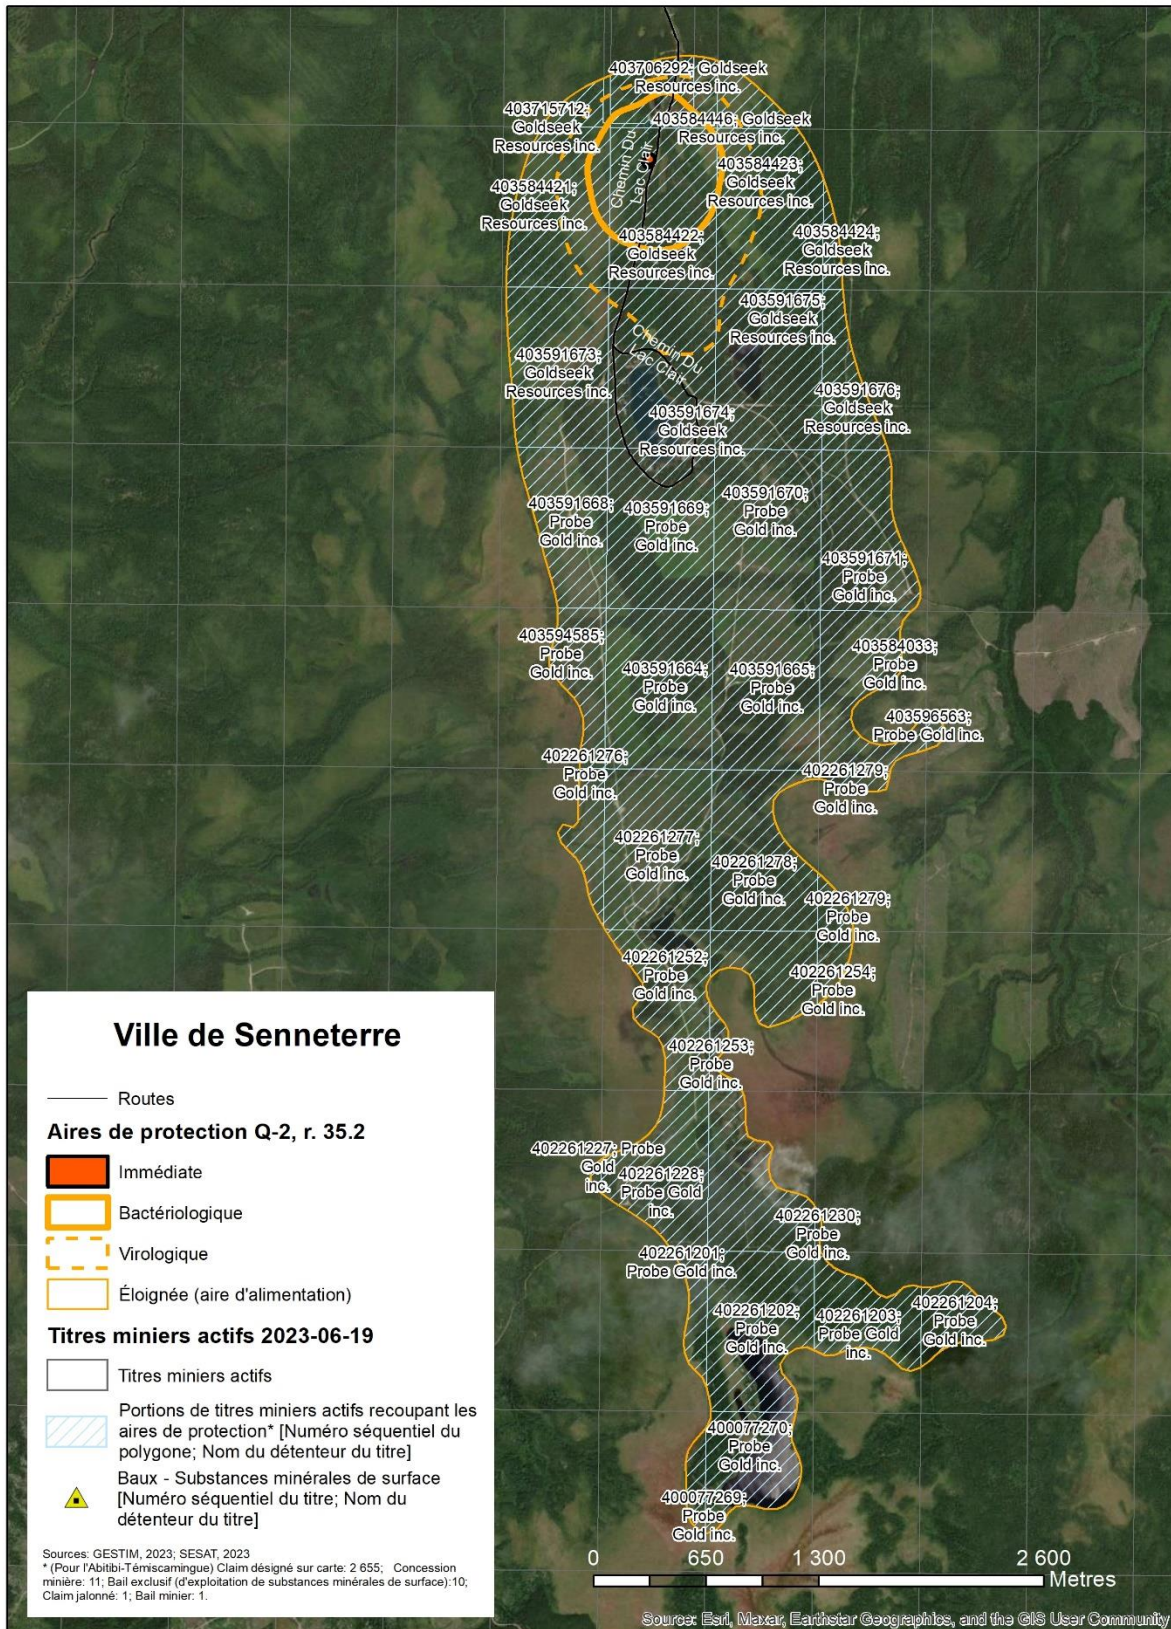 403706292; Goldseek
Resources inc.
403715712;
Goldseek
Resources inc.
403584446; Goldseek
Resources inc.
Chemin Du
Lac Clair
403584423;
Goldseek
Resources inc.
403584421;
Goldseek
Resources inc.
403584422;
Goldseek
Resources inc.
403584424;
Goldseek
Resources inc.
403591675;
Goldseek
Resources inc.
Chemin Du
Lac Clair
403591673;
Goldseek
Resources inc.
403591676;
Goldseek
Resources inc.
403591674;
Goldseek
Resources inc.
403591668;
Probe
Gold inc.
403591669;
Probe
Gold inc.
403591670;
Probe
Gold inc.
403591671;
Probe
Gold inc.
403594585;
Probe
Gold inc.
403591664;
Probe
Gold inc.
403591665;
Probe
Gold inc.
403584033;
Probe
Gold inc.
403596563;
Probe Gold inc.
402261276;
Probe
Gold inc.
402261279;
Probe
Gold inc.
402261277;
Probe
Gold inc.
402261278;
Probe
Gold inc.
402261279;
Probe
Gold inc.
402261252;
Probe
Gold inc.
402261254;
Probe
Gold inc.
402261253;
Probe
Gold inc.
402261227; Probe
Gold
inc.
402261228;
Probe Gold
inc.
402261230;
Probe
Gold inc.
402261201;
Probe Gold inc.
402261202;
Probe
Gold inc.
402261203;
Probe Gold
inc.
402261204;
Probe
Gold inc.
400077270;
Probe
Gold inc.
400077269;
Probe
Gold inc.
Ville de Senneterre
Routes
Aires de protection Q-2, r. 35.2
Immédiate
Bactériologique
Virologique
Éloignée (aire d'alimentation)
Titres miniers actifs 2023-06-19
Titres miniers actifs
Portions de titres miniers actifs recoupant les
aires de protection* [Numéro séquentiel du
polygone; Nom du détenteur du titre]
Baux - Substances minérales de surface
[Numéro séquentiel du titre; Nom du
détenteur du titre]
Sources: GESTIM, 2023; SESAT, 2023
* (Pour l'Abitibi-Témiscamingue) Claim désigné sur carte: 2 655; Concession
minière: 11; Bail exclusif (d'exploitation de substances minérales de surface):10;
Claim jalonné: 1; Bail minier: 1.
0 650 1 300 2 600
Metres
Source: Esri, Maxar, Earthstar Geographics, and the GIS User Community